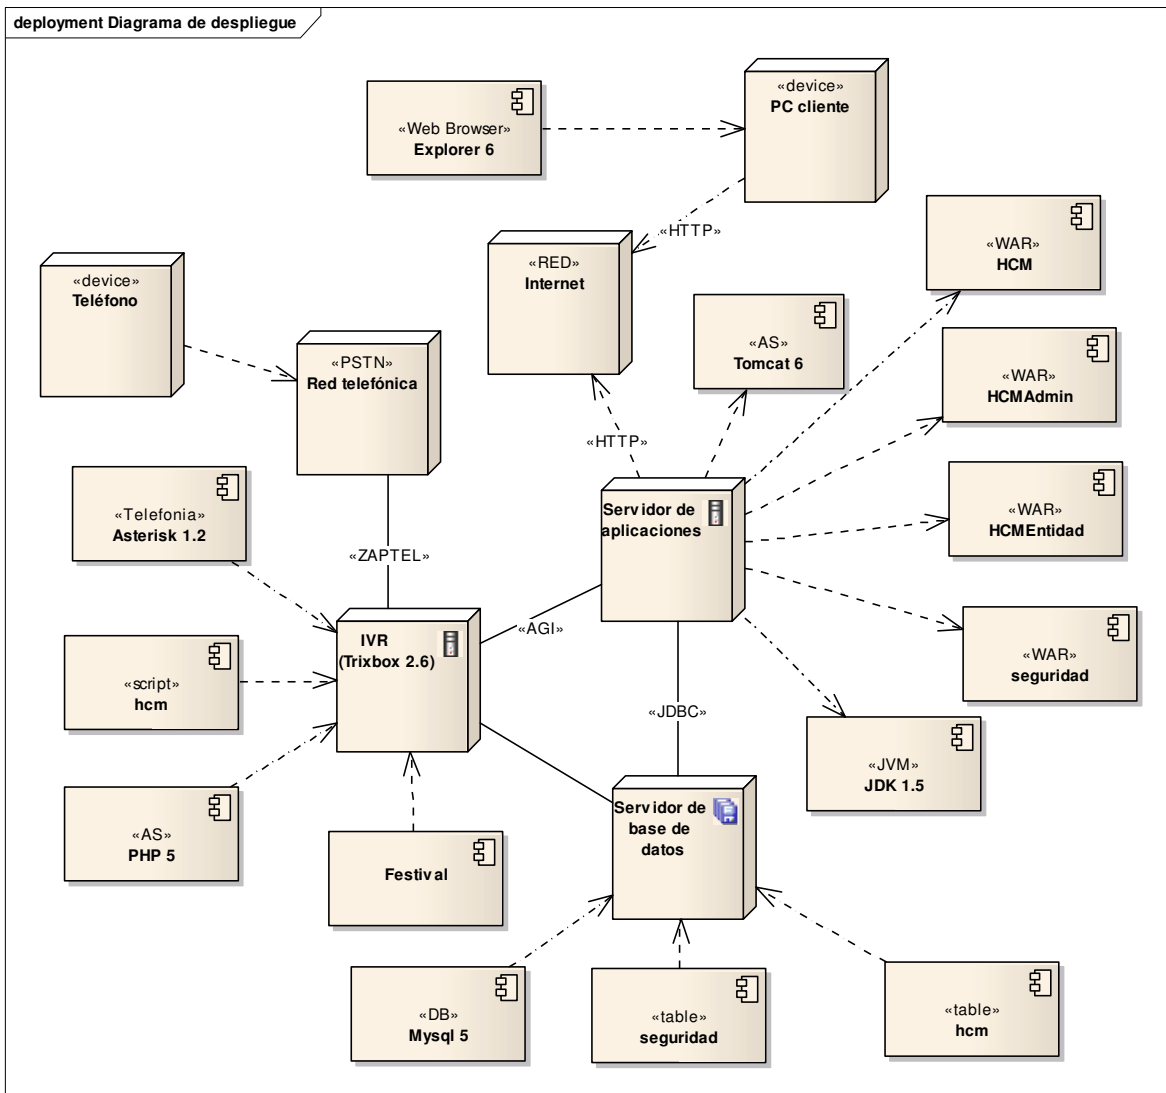 deployment Diagrama de despliegue
«device»
PC cliente
«Web Browser»
Explorer 6
«HTTP»
«RED»
Internet
«WAR»
HCM
«device»
Teléfono
«PSTN»
Red telefónica
«AS»
Tomcat 6
«WAR»
HCMAdmin
«HTTP»
«Telefonia»
Asterisk 1.2
Servidor de
aplicaciones
«WAR»
HCMEntidad
«ZAPTEL»
«AGI»
IVR
(Trixbox 2.6)
«WAR»
seguridad
«script»
hcm
«JDBC»
«JVM»
JDK 1.5
«AS»
PHP 5
Servidor de
base de
datos
Festival
«DB»
Mysql 5
«table»
seguridad
«table»
hcm